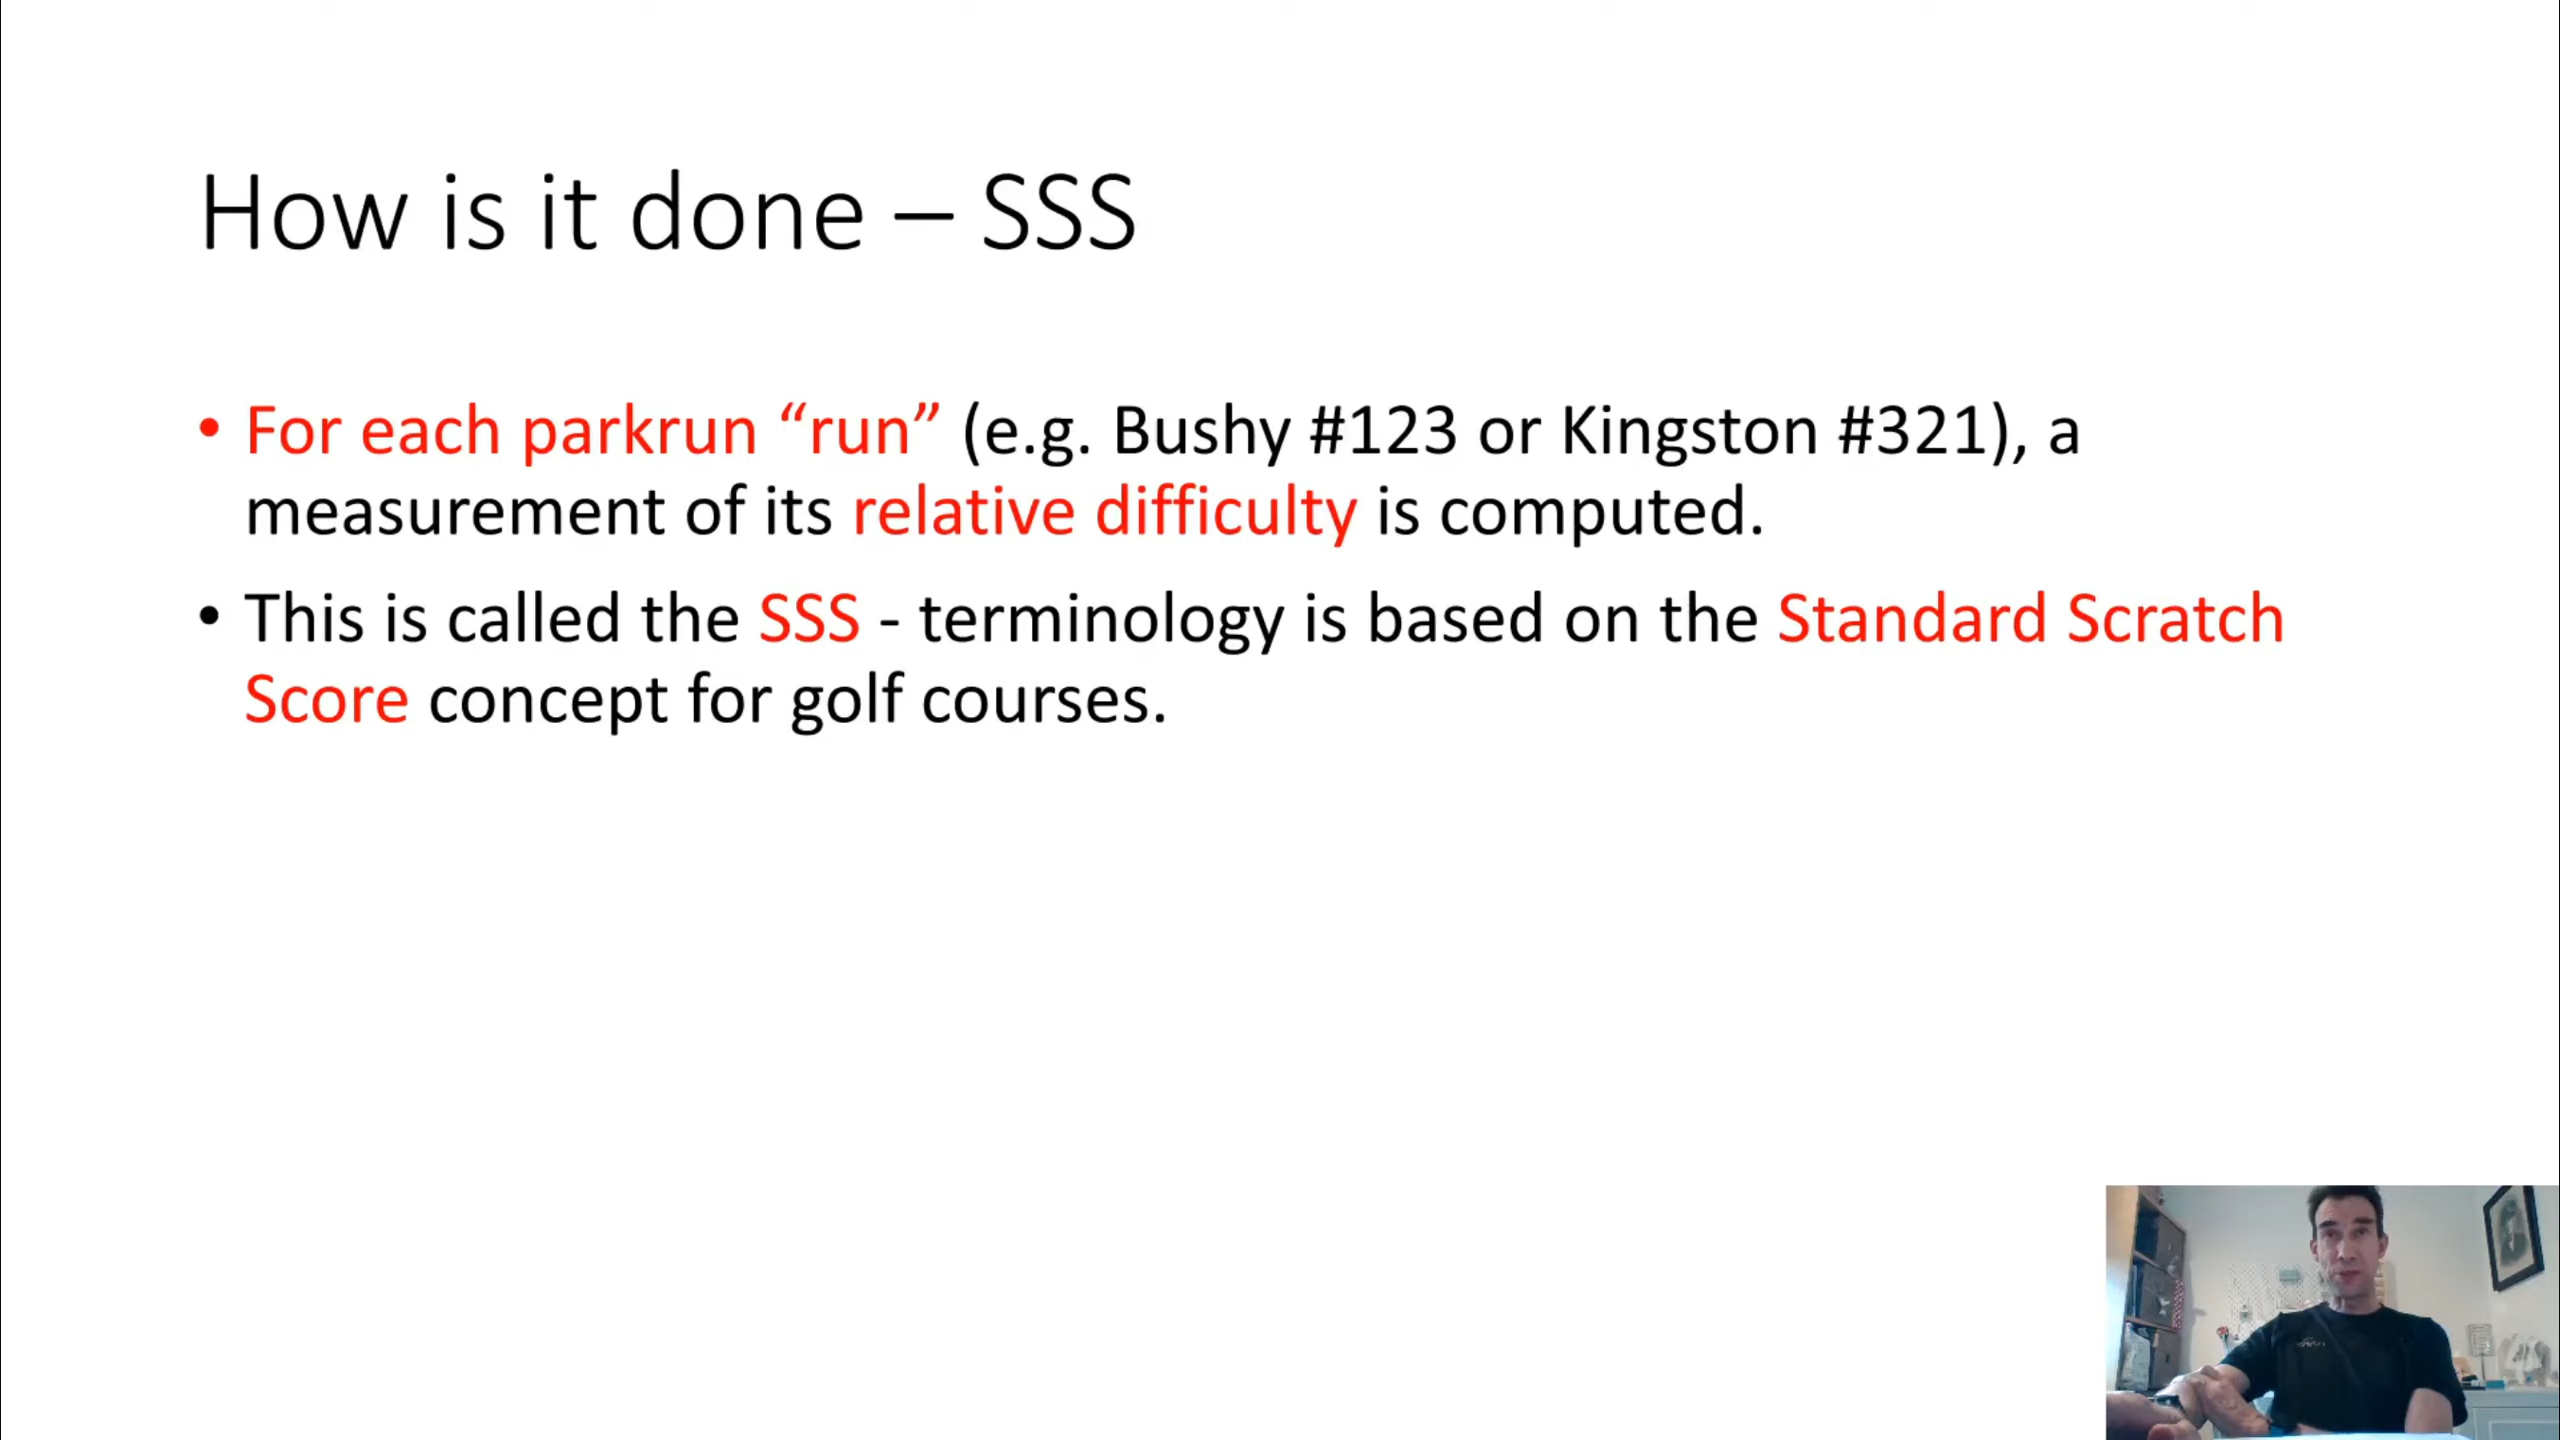 How is it done – SSS
• For each parkrun “run” (e.g. Bushy #123 or Kingston #321), a
measurement of its relative difficulty is computed.
• This is called the SSS - terminology is based on the Standard Scratch
Score concept for golf courses.